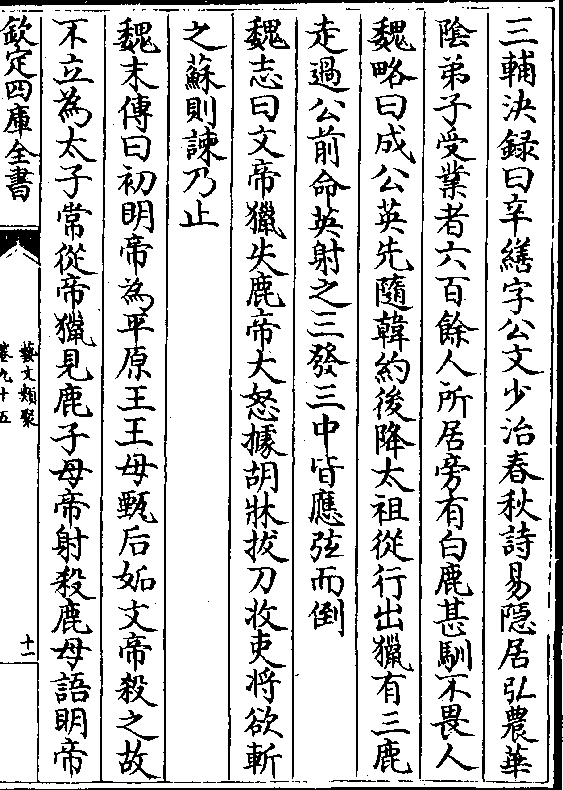 三輔決録曰辛繕字公文少治春秋詩易隱居弘農華
陰弟子受業者六百餘人所居旁有白鹿甚馴不畏人
魏略曰成公英先隨韓約後降太祖從行出獵有三鹿
走過公前命英射之三發三中皆應弦而倒
魏志曰文帝獵失鹿帝大怒據胡牀拔刀收吏将欲斬
之蘇則諫乃止
魏末傳曰初明帝為平原王王母甄后妬文帝殺之故
不立為太子常從帝獵見鹿子母帝射殺鹿母語明帝
欽定四庫全書
藝文類聚
卷九十五
十一